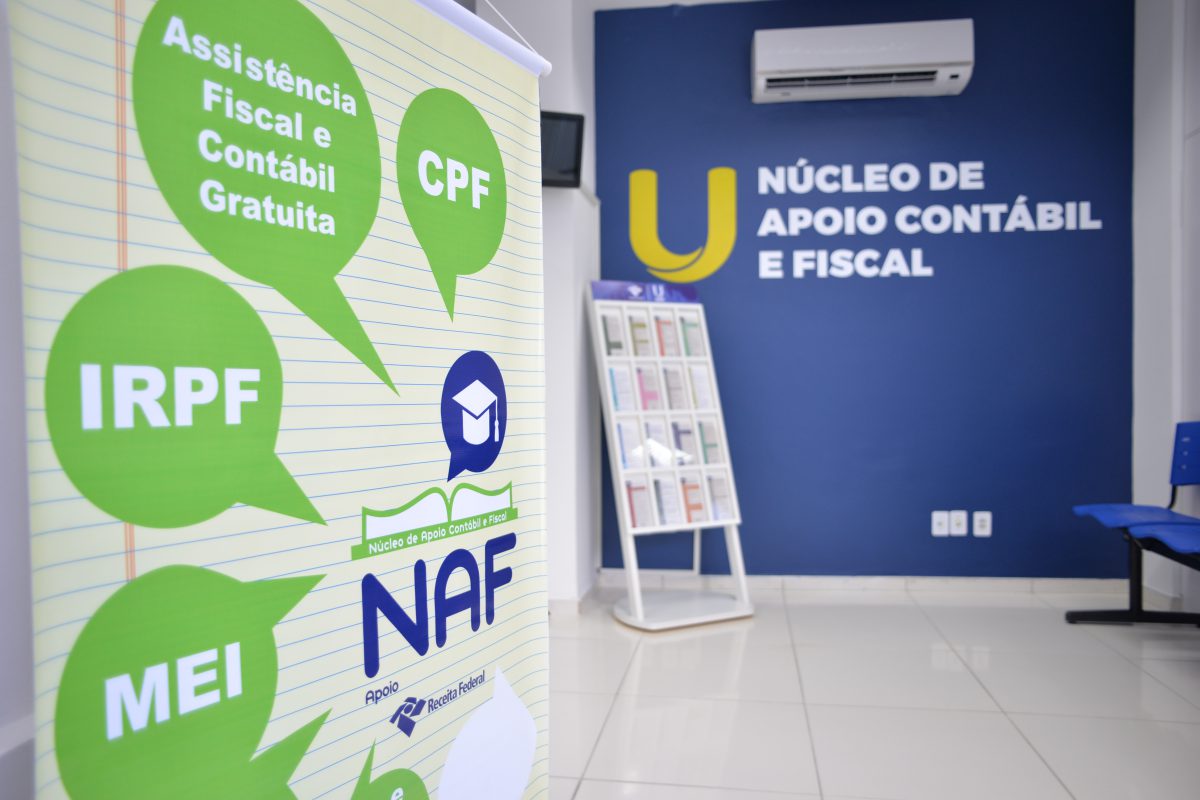 Assistência
Fiscal e
Contábil
Gratuita
CPF
IRPF
Núcleo de Apoio Contábil e Fiscal
NAF
MEI
Apoio
Receita Federal
e
U NÚCLEO DE
APOIO CONTÁBIL
E FISCAL